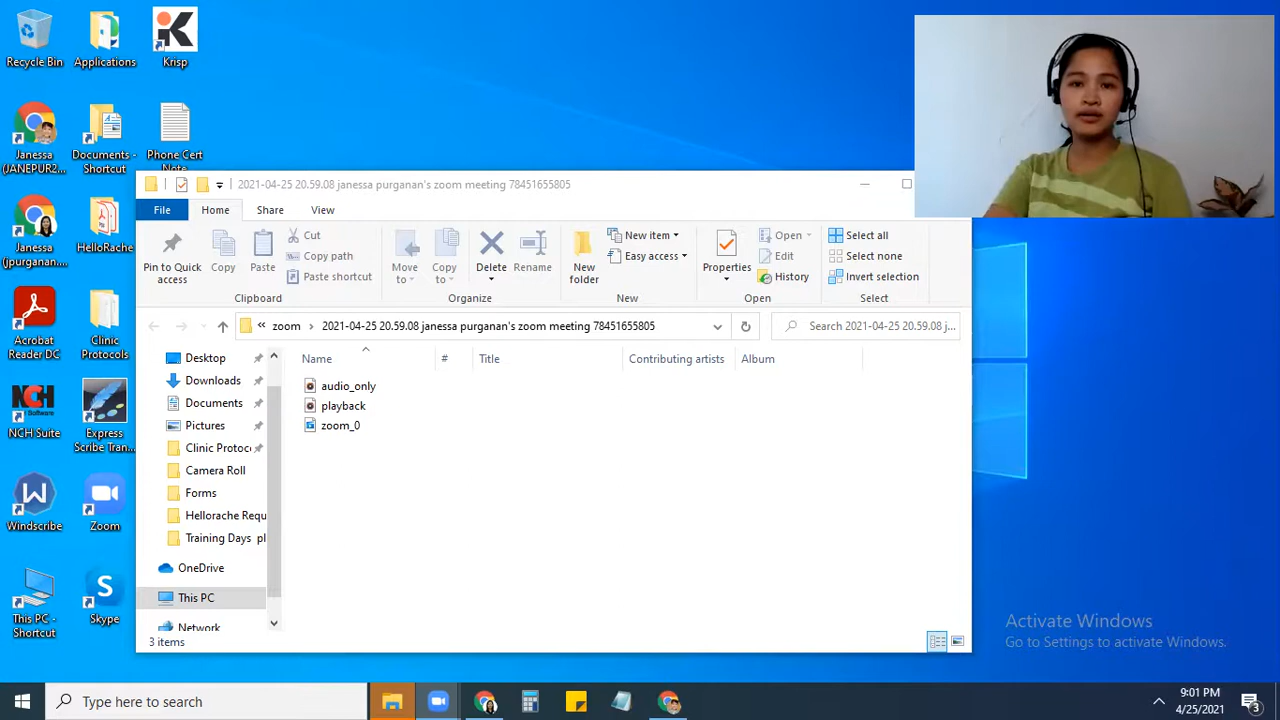 Recycle Bin
Applications
Krisp
Janessa
(JANEPUR2...
Documents -
Shortcut
Phone Cert
Note
Janessa
(jpurganan....
HelloRache
Acrobat
Reader DC
Clinic
Protocols
NCH
Software
NCH Suite
Express
Scribe Tran...
Windscribe
Zoom
This PC -
Shortcut
Skype
2021-04-25 20.59.08 janessa purganan's zoom meeting 78451655805
File
Home
Share
View
Pin to Quick
access
Copy
Paste
Cut
Copy path
Paste shortcut
Clipboard
Move
to
Copy
to
Delete
Rename
Organize
New
folder
New item
Easy access
New
Properties
Open
Edit
History
Open
Select all
Select none
Invert selection
Select
« zoom > 2021-04-25 20.59.08 janessa purganan's zoom meeting 78451655805
Search 2021-04-25 20.59.08 j...
Name
#
Title
Contributing artists
Album
Desktop
Downloads
Documents
Pictures
Clinic Protoc
Camera Roll
Forms
Hellorache Requ
Training Days pl
OneDrive
This PC
Network
audio_only
playback
zoom_0
3 items
Activate Windows
Go to Settings to activate Windows.
Type here to search
9:01 PM
4/25/2021
3